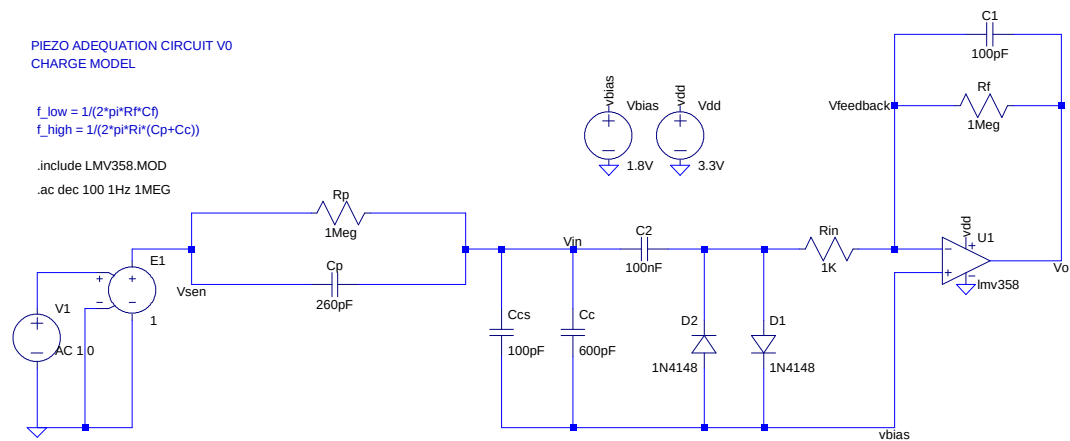 PIEZO ADEQUATION CIRCUIT V0
CHARGE MODEL
f_low = 1/(2*pi*Rf*Cf)
f_high = 1/(2*pi*Ri*(Cp+Cc))
.include LMV358.MOD
.ac dec 100 1Hz 1MEG
C1
100pF
Vfeedback
Rf
1Meg
vbias
Vbias
1.8V
vdd
Vdd
3.3V
Rp
1Meg
Cp
260pF
Vsen
E1
1
V1
AC 1 0
Vin
C2
100nF
Rin
1K
vdd
U1
lmv358
Vo
Ccs
100pF
Cc
600pF
D2
1N4148
D1
1N4148
vbias